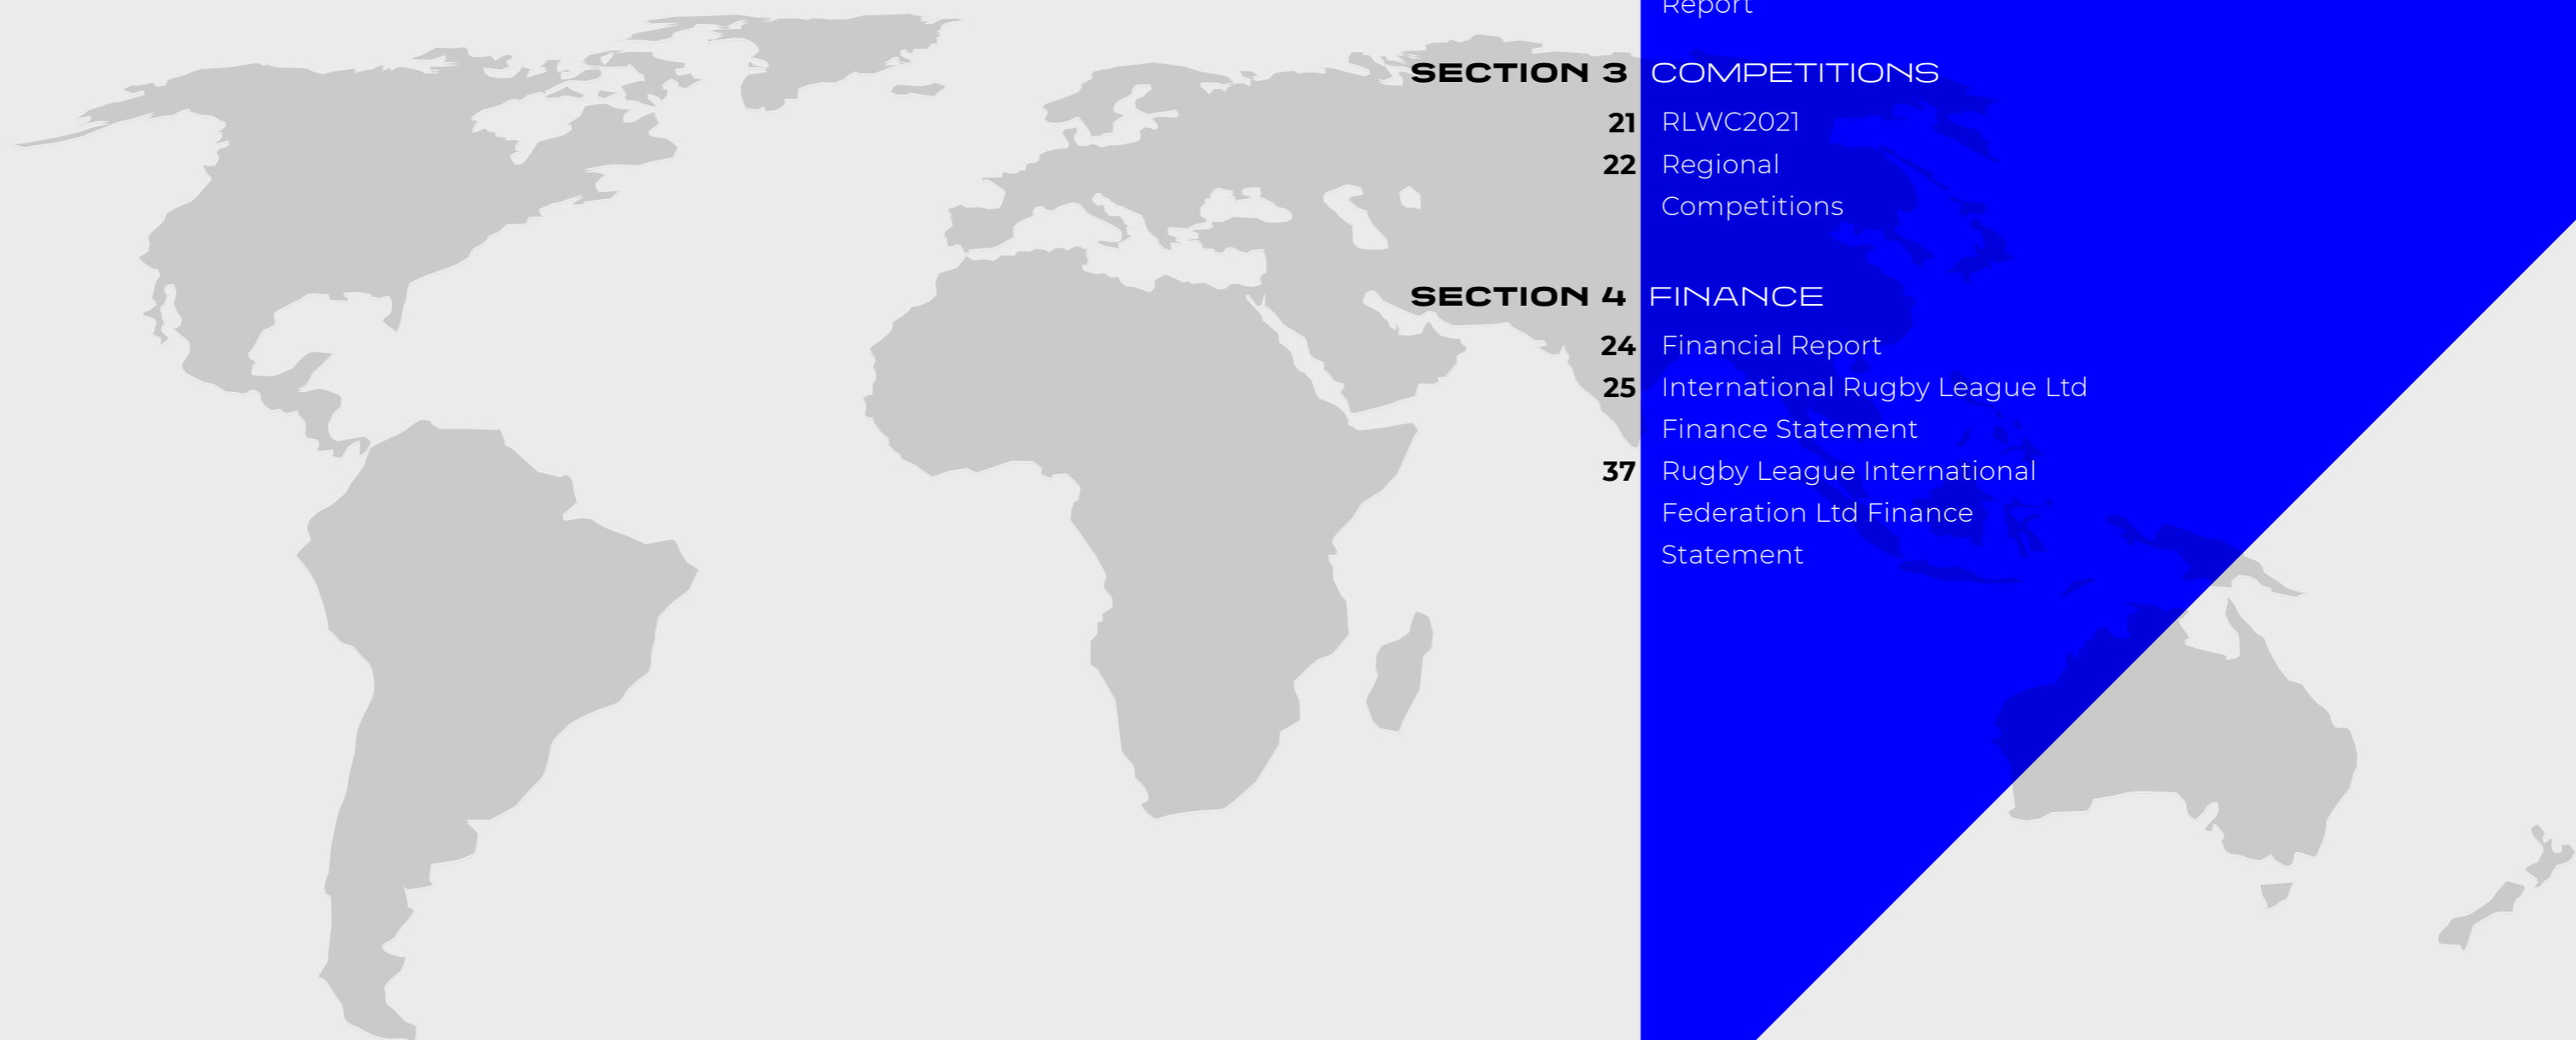 Report
SECTION 3 COMPETITIONS
21 RLWC2021
22 Regional
Competitions
SECTION 4 FINANCE
24 Financial Report
25 International Rugby League Ltd
Finance Statement
37 Rugby League International
Federation Ltd Finance
Statement